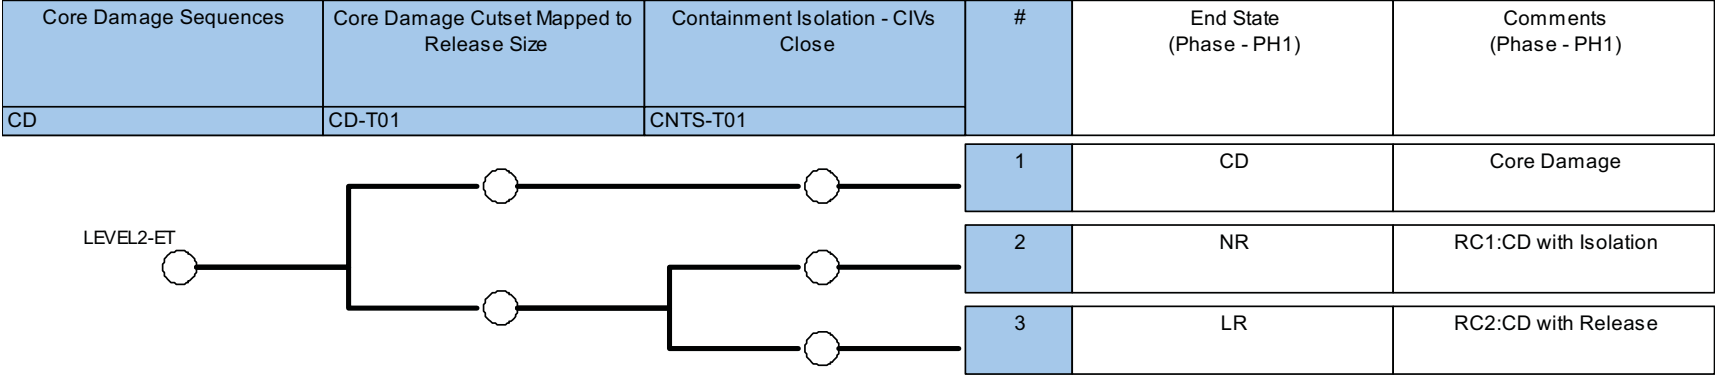 Core Damage Sequences
Core Damage Cutset Mapped to
Release Size
Containment Isolation - CIVs
Close
#
End State
(Phase - PH1)
Comments
(Phase - PH1)
CD
CD-T01
CNTS-T01
1
CD
Core Damage
LEVEL2-ET
2
NR
RC1:CD with Isolation
3
LR
RC2:CD with Release